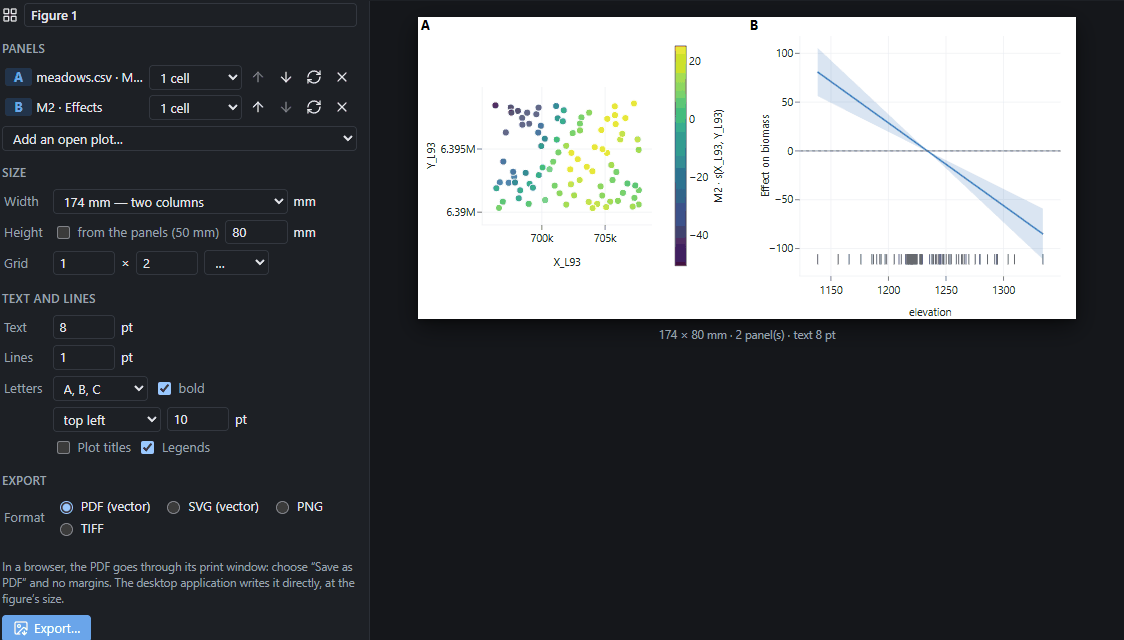 Figure 1
PANELS
A meadows.csv · M... 1 cell
B M2 · Effects 1 cell
Add an open plot...
SIZE
Width 174 mm — two columns mm
Height from the panels (50 mm) 80 mm
Grid 1 × 2 ...
TEXT AND LINES
Text 8 pt
Lines 1 pt
Letters A, B, C bold
top left 10 pt
Plot titles Legends
EXPORT
Format PDF (vector) SVG (vector) PNG
TIFF
In a browser, the PDF goes through its print window: choose “Save as
PDF” and no margins. The desktop application writes it directly, at the
figure’s size.
Export...
A
Y_L93
6.395M
6.39M
700k 705k
X_L93
20
0
−20
−40
M2 · s(X_L93, Y_L93)
B
Effect on biomass
100
50
0
−50
−100
1150 1200 1250 1300
elevation
174 × 80 mm · 2 panel(s) · text 8 pt